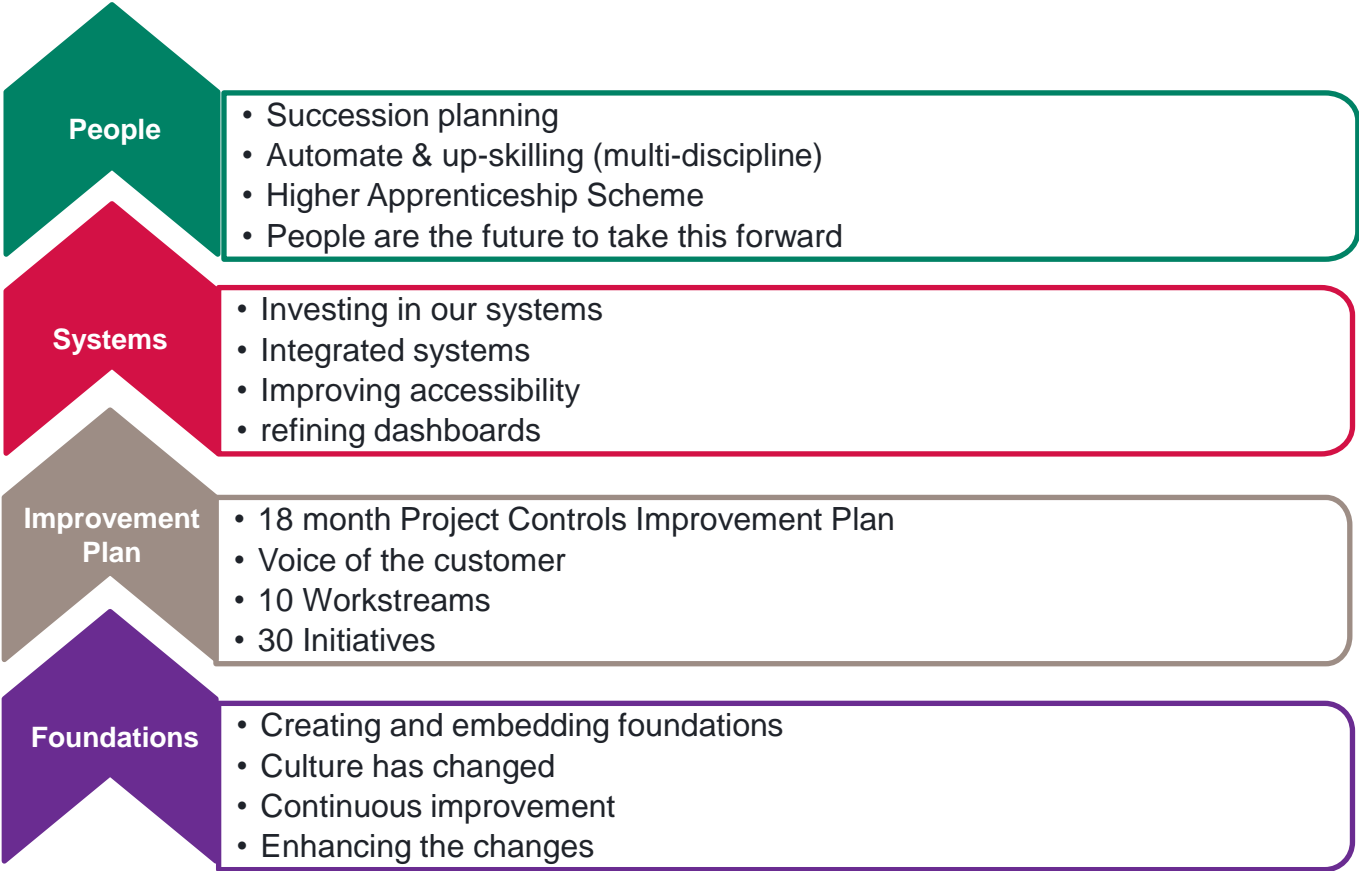 People
• Succession planning
• Automate & up-skilling (multi-discipline)
• Higher Apprenticeship Scheme
• People are the future to take this forward
Systems
• Investing in our systems
• Integrated systems
• Improving accessibility
• refining dashboards
Improvement
Plan
• 18 month Project Controls Improvement Plan
• Voice of the customer
• 10 Workstreams
• 30 Initiatives
Foundations
• Creating and embedding foundations
• Culture has changed
• Continuous improvement
• Enhancing the changes